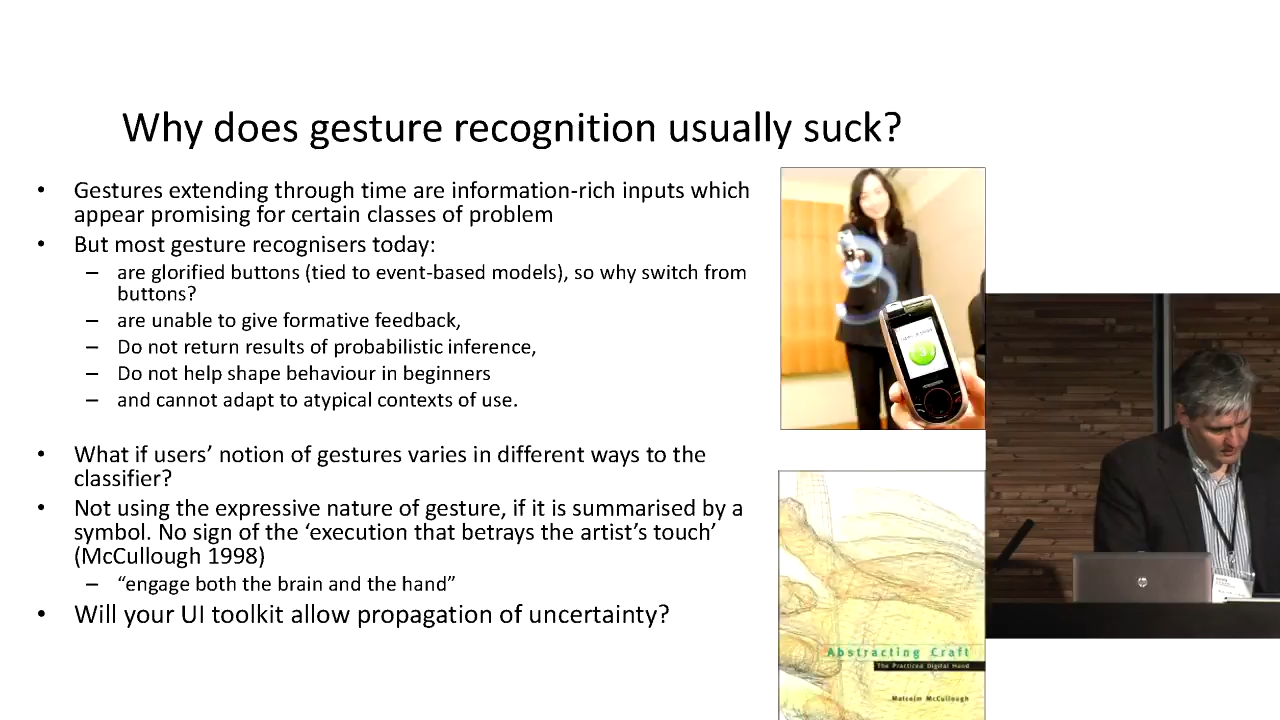 Why does gesture recognition usually suck?
• Gestures extending through time are information-rich inputs which
appear promising for certain classes of problem
• But most gesture recognisers today:
– are glorified buttons (tied to event-based models), so why switch from
buttons?
– are unable to give formative feedback,
– Do not return results of probabilistic inference,
– Do not help shape behaviour in beginners
– and cannot adapt to atypical contexts of use.
• What if users’ notion of gestures varies in different ways to the
classifier?
• Not using the expressive nature of gesture, if it is summarised by a
symbol. No sign of the ‘execution that betrays the artist’s touch’
(McCullough 1998)
– “engage both the brain and the hand”
• Will your UI toolkit allow propagation of uncertainty?
Abstracting Craft
The Practiced Digital Hand
Malcolm McCullough
hp